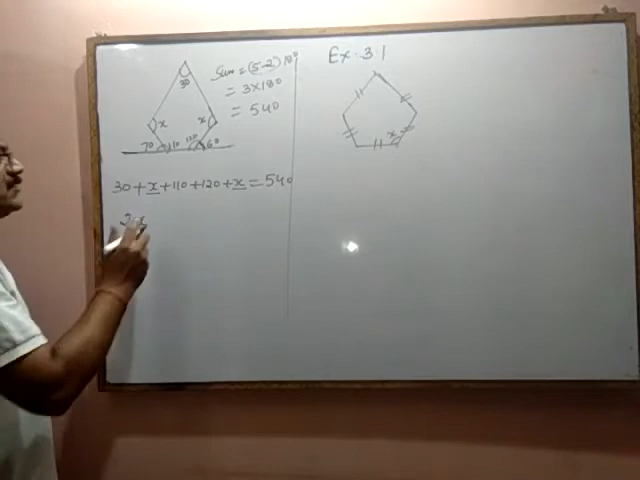 Ex. 3.1
30
x
x
70
110
120
60
Sum = (5-2) 180
= 3×180
= 540
30+x+110+120+x=540
2x
x